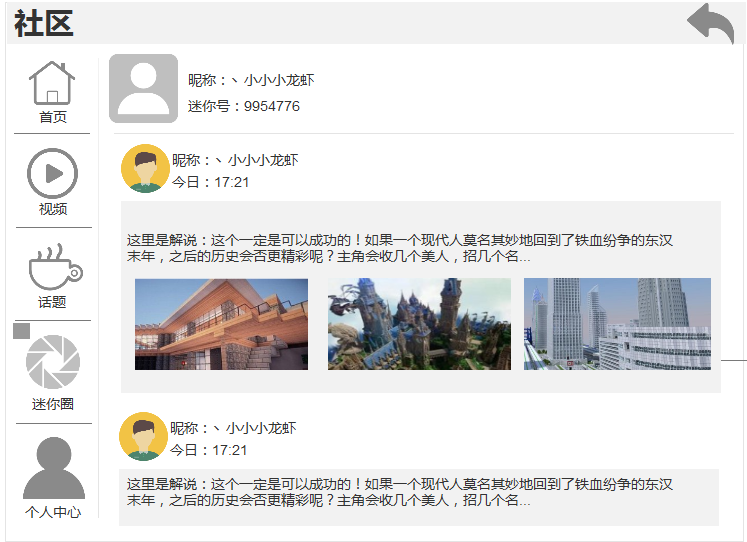 社区
首页
视频
话题
迷你圈
个人中心
昵称：丶小小小龙虾
迷你号：9954776
昵称：丶小小小龙虾
今日：17:21
这里是解说：这个一定是可以成功的！如果一个现代人莫名其妙地回到了铁血纷争的东汉
末年，之后的历史会否更精彩呢？主角会收几个美人，招几个名...
昵称：丶小小小龙虾
今日：17:21
这里是解说：这个一定是可以成功的！如果一个现代人莫名其妙地回到了铁血纷争的东汉
末年，之后的历史会否更精彩呢？主角会收几个美人，招几个名...